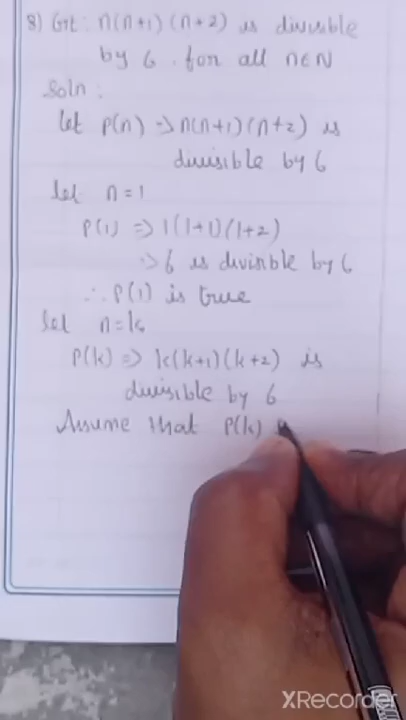 8) Grt : n(n+1)(n+2) is divisible
by 6 . for all n∈N
Soln :
let P(n) => n(n+1)(n+2) is
divisible by 6
let n=1
P(1) => 1(1+1)(1+2)
=> 6 is divisible by 6
∴ P(1) is true
let n=k
P(k) => k(k+1)(k+2) is
divisible by 6
Assume that P(k)
XRecorder